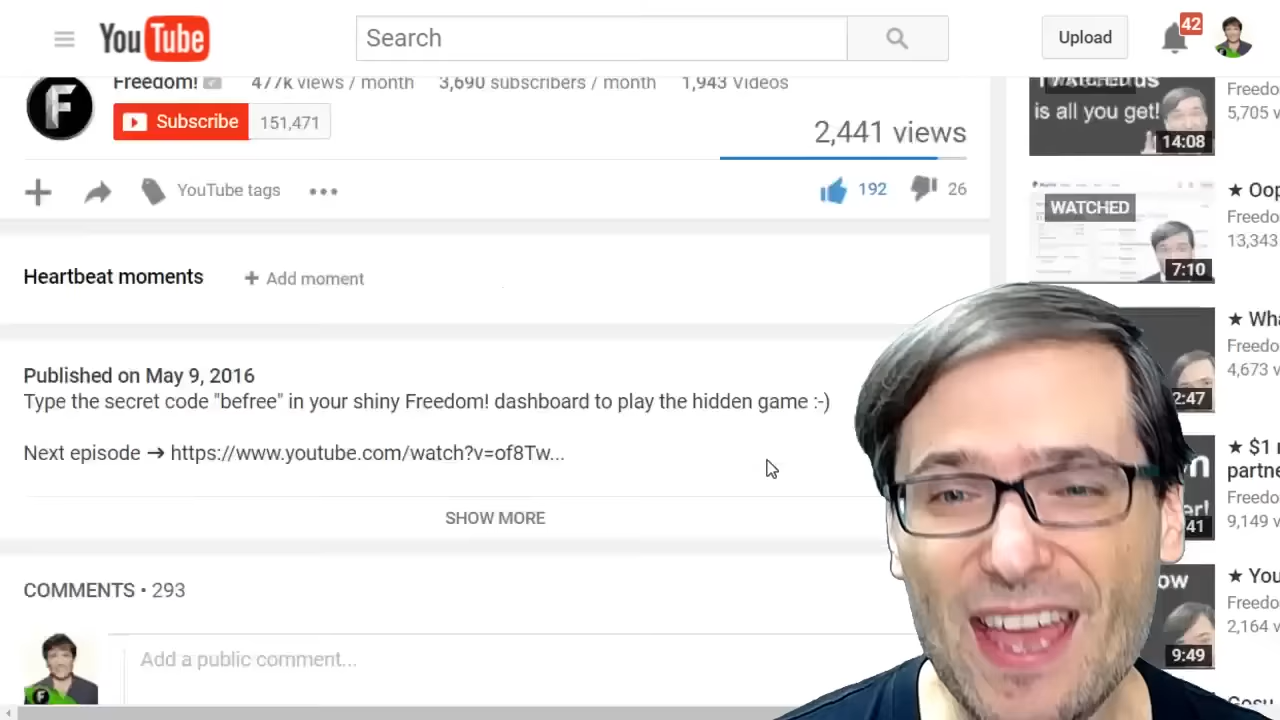 YouTube
Search
Upload
42
Freedom! 477k views / month 3,690 subscribers / month 1,943 Videos
Subscribe 151,471
2,441 views
YouTube tags
192
26
Heartbeat moments
+ Add moment
Published on May 9, 2016
Type the secret code "befree" in your shiny Freedom! dashboard to play the hidden game :-)
Next episode ➔ https://www.youtube.com/watch?v=of8Tw...
SHOW MORE
COMMENTS • 293
Add a public comment...
F
is all you get!
14:08
Freedo
5,705 v
WATCHED
7:10
★ Oop
Freedo
13,343
2:47
★ Wha
Freedo
4,673 v
41
★ $1 
partne
Freedo
9,149 v
ow
9:49
★ You
Freedo
2,164 v